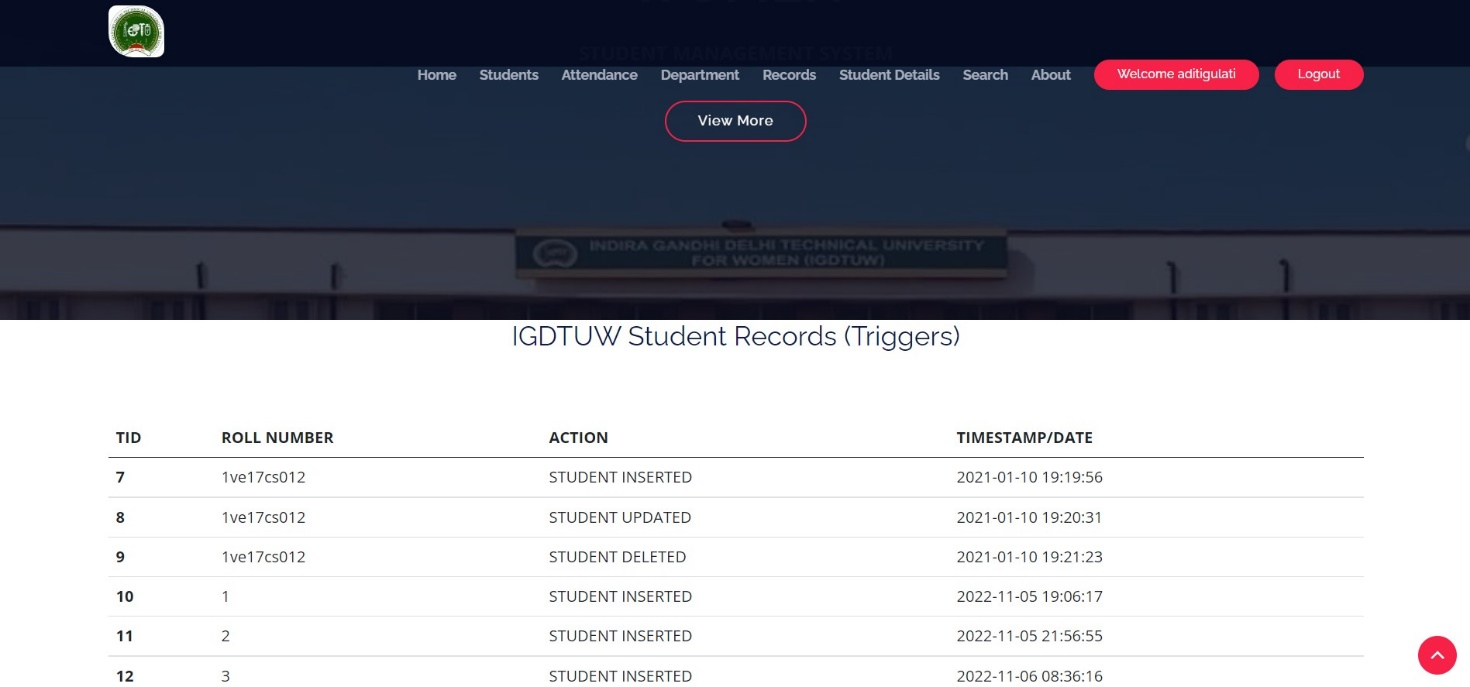 STUDENT MANAGEMENT SYSTEM
Home Students Attendance Department Records Student Details Search About Welcome aditigulati Logout
View More
INDIRA GANDHI DELHI TECHNICAL UNIVERSITY
FOR WOMEN (IGDTUW)
IGDTUW Student Records (Triggers)
TID ROLL NUMBER ACTION TIMESTAMP/DATE
7 1ve17cs012 STUDENT INSERTED 2021-01-10 19:19:56
8 1ve17cs012 STUDENT UPDATED 2021-01-10 19:20:31
9 1ve17cs012 STUDENT DELETED 2021-01-10 19:21:23
10 1 STUDENT INSERTED 2022-11-05 19:06:17
11 2 STUDENT INSERTED 2022-11-05 21:56:55
12 3 STUDENT INSERTED 2022-11-06 08:36:16